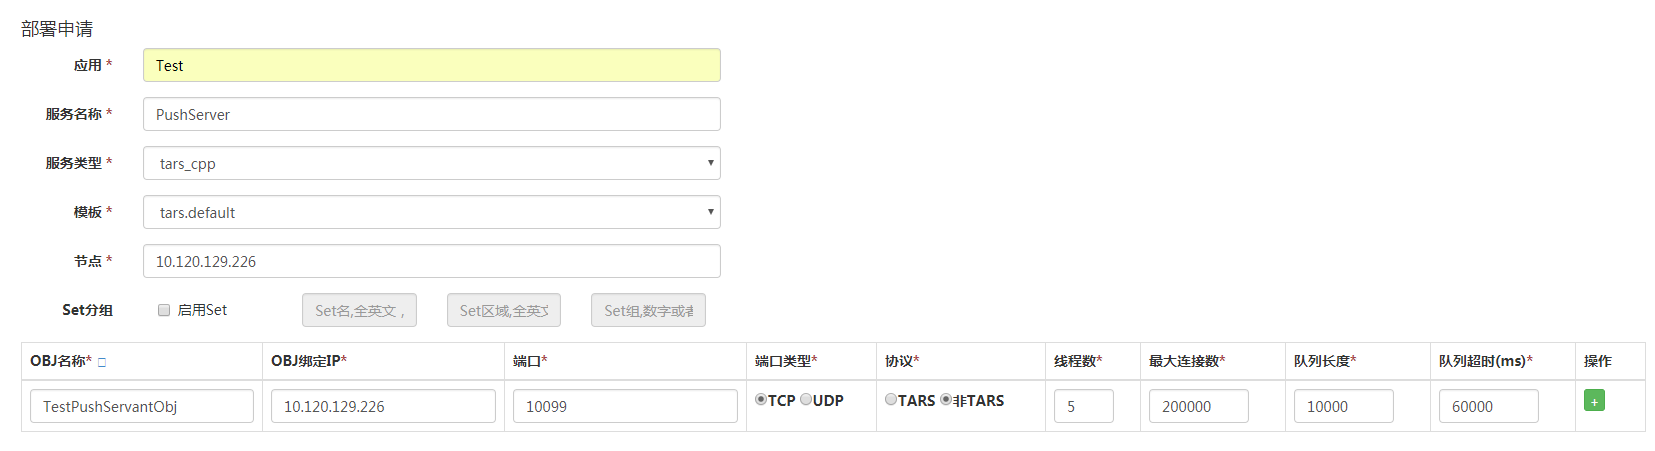 部署申请
应用 * Test
服务名称 * PushServer
服务类型 * tars_cpp
模板 * tars.default
节点 * 10.120.129.226
Set分组 启用Set Set名,全英文， Set区域,全英文 Set组,数字或者
OBJ名称* OBJ绑定IP* 端口* 端口类型* 协议* 线程数* 最大连接数* 队列长度* 队列超时(ms)* 操作
TestPushServantObj 10.120.129.226 10099 TCP UDP TARS 非TARS 5 200000 10000 60000 +